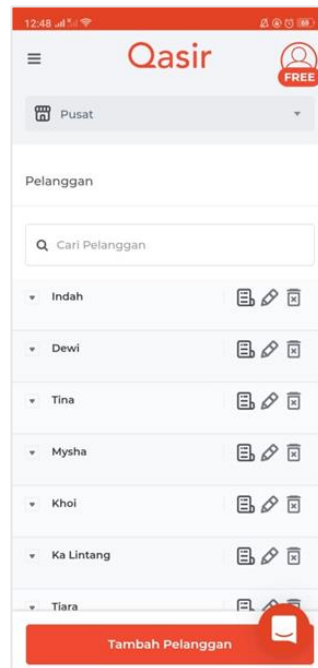 12:48
Qasir
FREE
Pusat
Pelanggan
Cari Pelanggan
Indah
Dewi
Tina
Mysha
Khoi
Ka Lintang
Tiara
Tambah Pelanggan